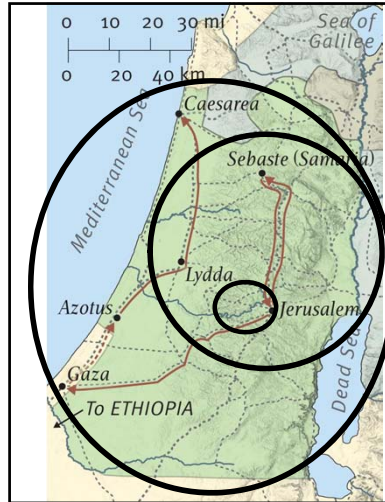 0 10 20 30 mi
0 20 40 km
Sea of
Galilee
Mediterranean Sea
Caesarea
Sebaste (Samaria)
Lydda
Azotus
Jerusalem
Gaza
Dead Sea
To ETHIOPIA